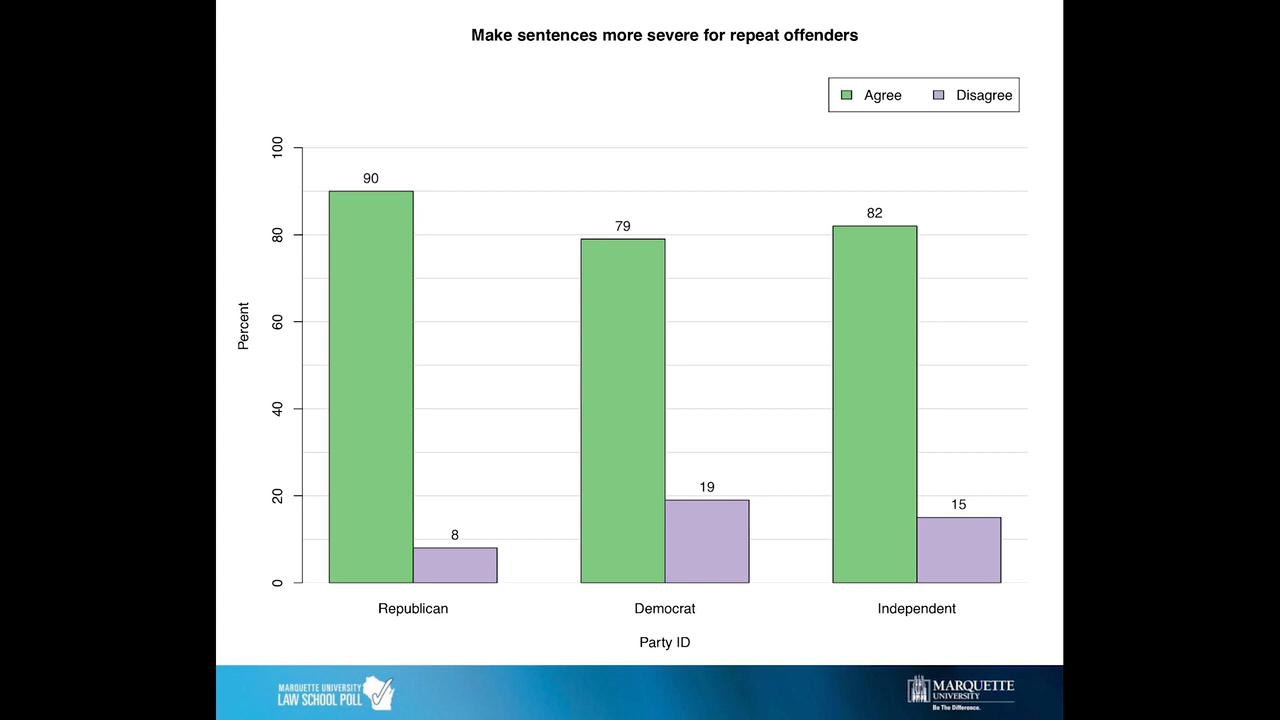 Make sentences more severe for repeat offenders
Agree Disagree
100
80
60
40
20
0
Percent
90
8
79
19
82
15
Republican Democrat Independent
Party ID
MARQUETTE UNIVERSITY
LAW SCHOOL POLL
MARQUETTE
UNIVERSITY
Be The Difference.